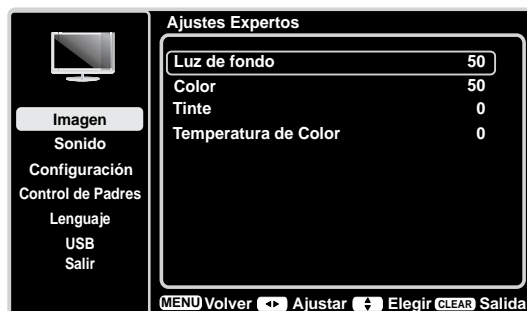 Ajustes Expertos
Luz de fondo 50
Color 50
Tinte 0
Temperatura de Color 0
Imagen
Sonido
Configuración
Control de Padres
Lenguaje
USB
Salir
MENU Volver Ajustar Elegir CLEAR Salida